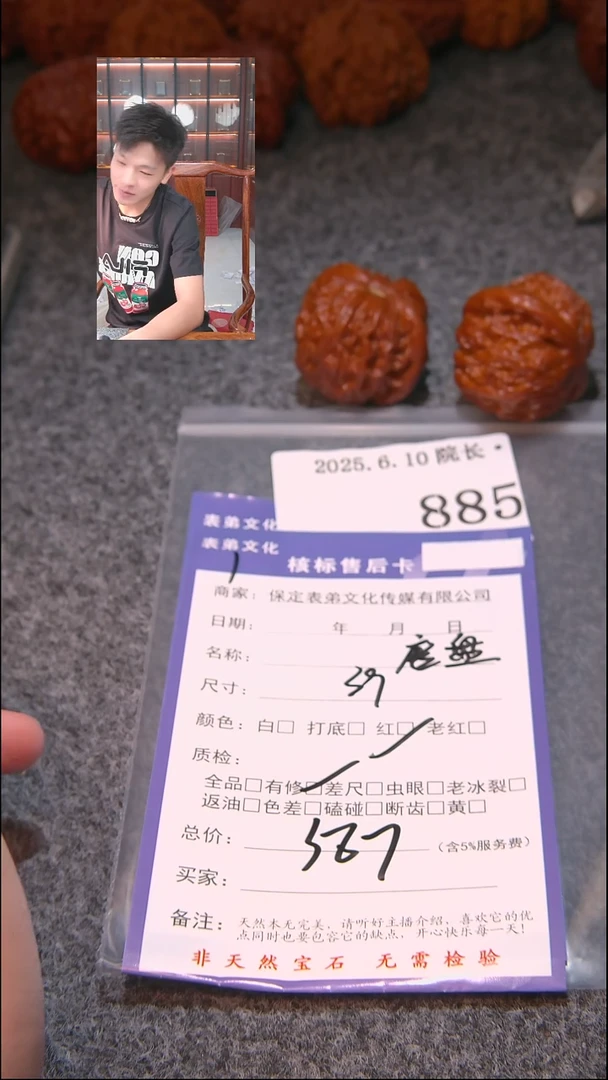 2025.6.10 院长·
885
表弟文化
表弟文化
核标售后卡
商家：保定表弟文化传媒有限公司
日期： 年 月 日
名称： 底盘
尺寸： 39
颜色：白□ 打底□ 红□ 老红□
质检：
全品□有修□差尺□虫眼□老冰裂□
返油□色差□磕碰□断齿□黄□
总价： 567 （含5%服务费）
买家：
备注：天然本无完美，请听好主播介绍，喜欢它的优
点同时也要包容它的缺点，开心快乐每一天！
非天然宝石 无需检验